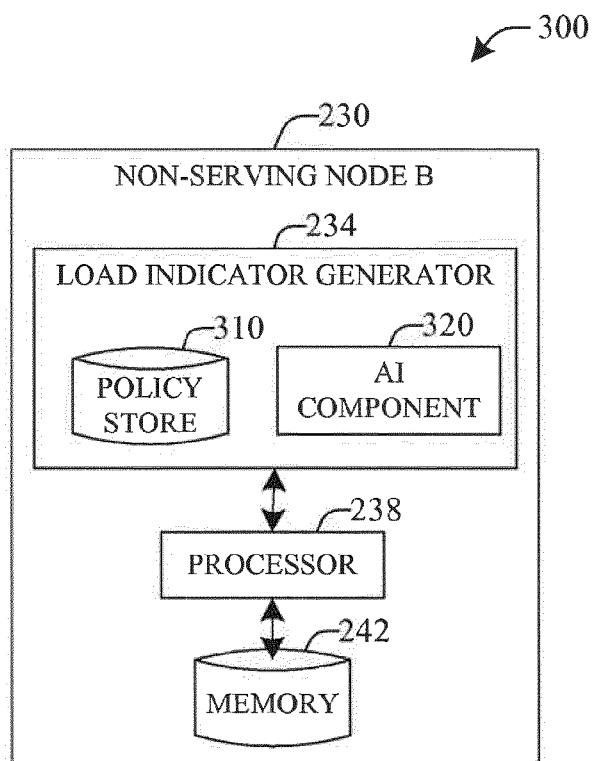 300
230
NON-SERVING NODE B
234
LOAD INDICATOR GENERATOR
310
320
POLICY
STORE
AI
COMPONENT
238
PROCESSOR
242
MEMORY